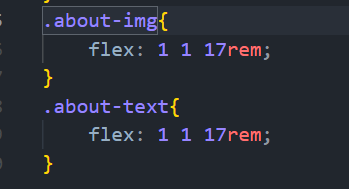 .about-img{
flex: 1 1 17rem;
}
.about-text{
flex: 1 1 17rem;
}